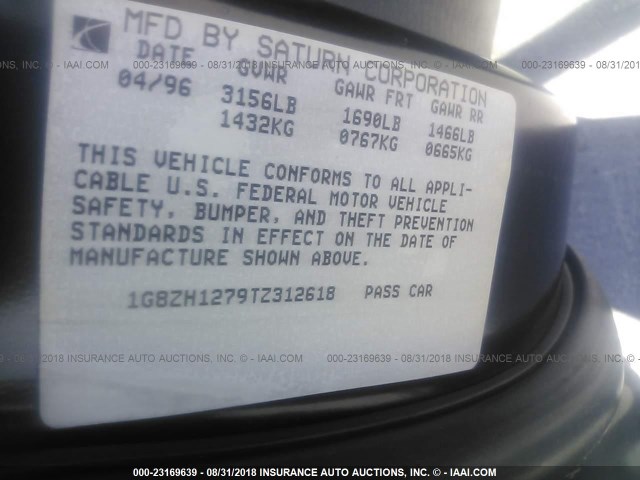 MFD BY SATURN CORPORATION
DATE GVWR GAWR FRT GAWR RR
04/96 3156LB 1690LB 1466LB
1432KG 0767KG 0665KG
THIS VEHICLE CONFORMS TO ALL APPLI-
CABLE U.S. FEDERAL MOTOR VEHICLE
SAFETY, BUMPER, AND THEFT PREVENTION
STANDARDS IN EFFECT ON THE DATE OF
MANUFACTURE SHOWN ABOVE.
1G8ZH1279TZ312618 PASS CAR
000-23169639 - 08/31/2018 INSURANCE AUTO AUCTIONS, INC. © - IAAI.COM